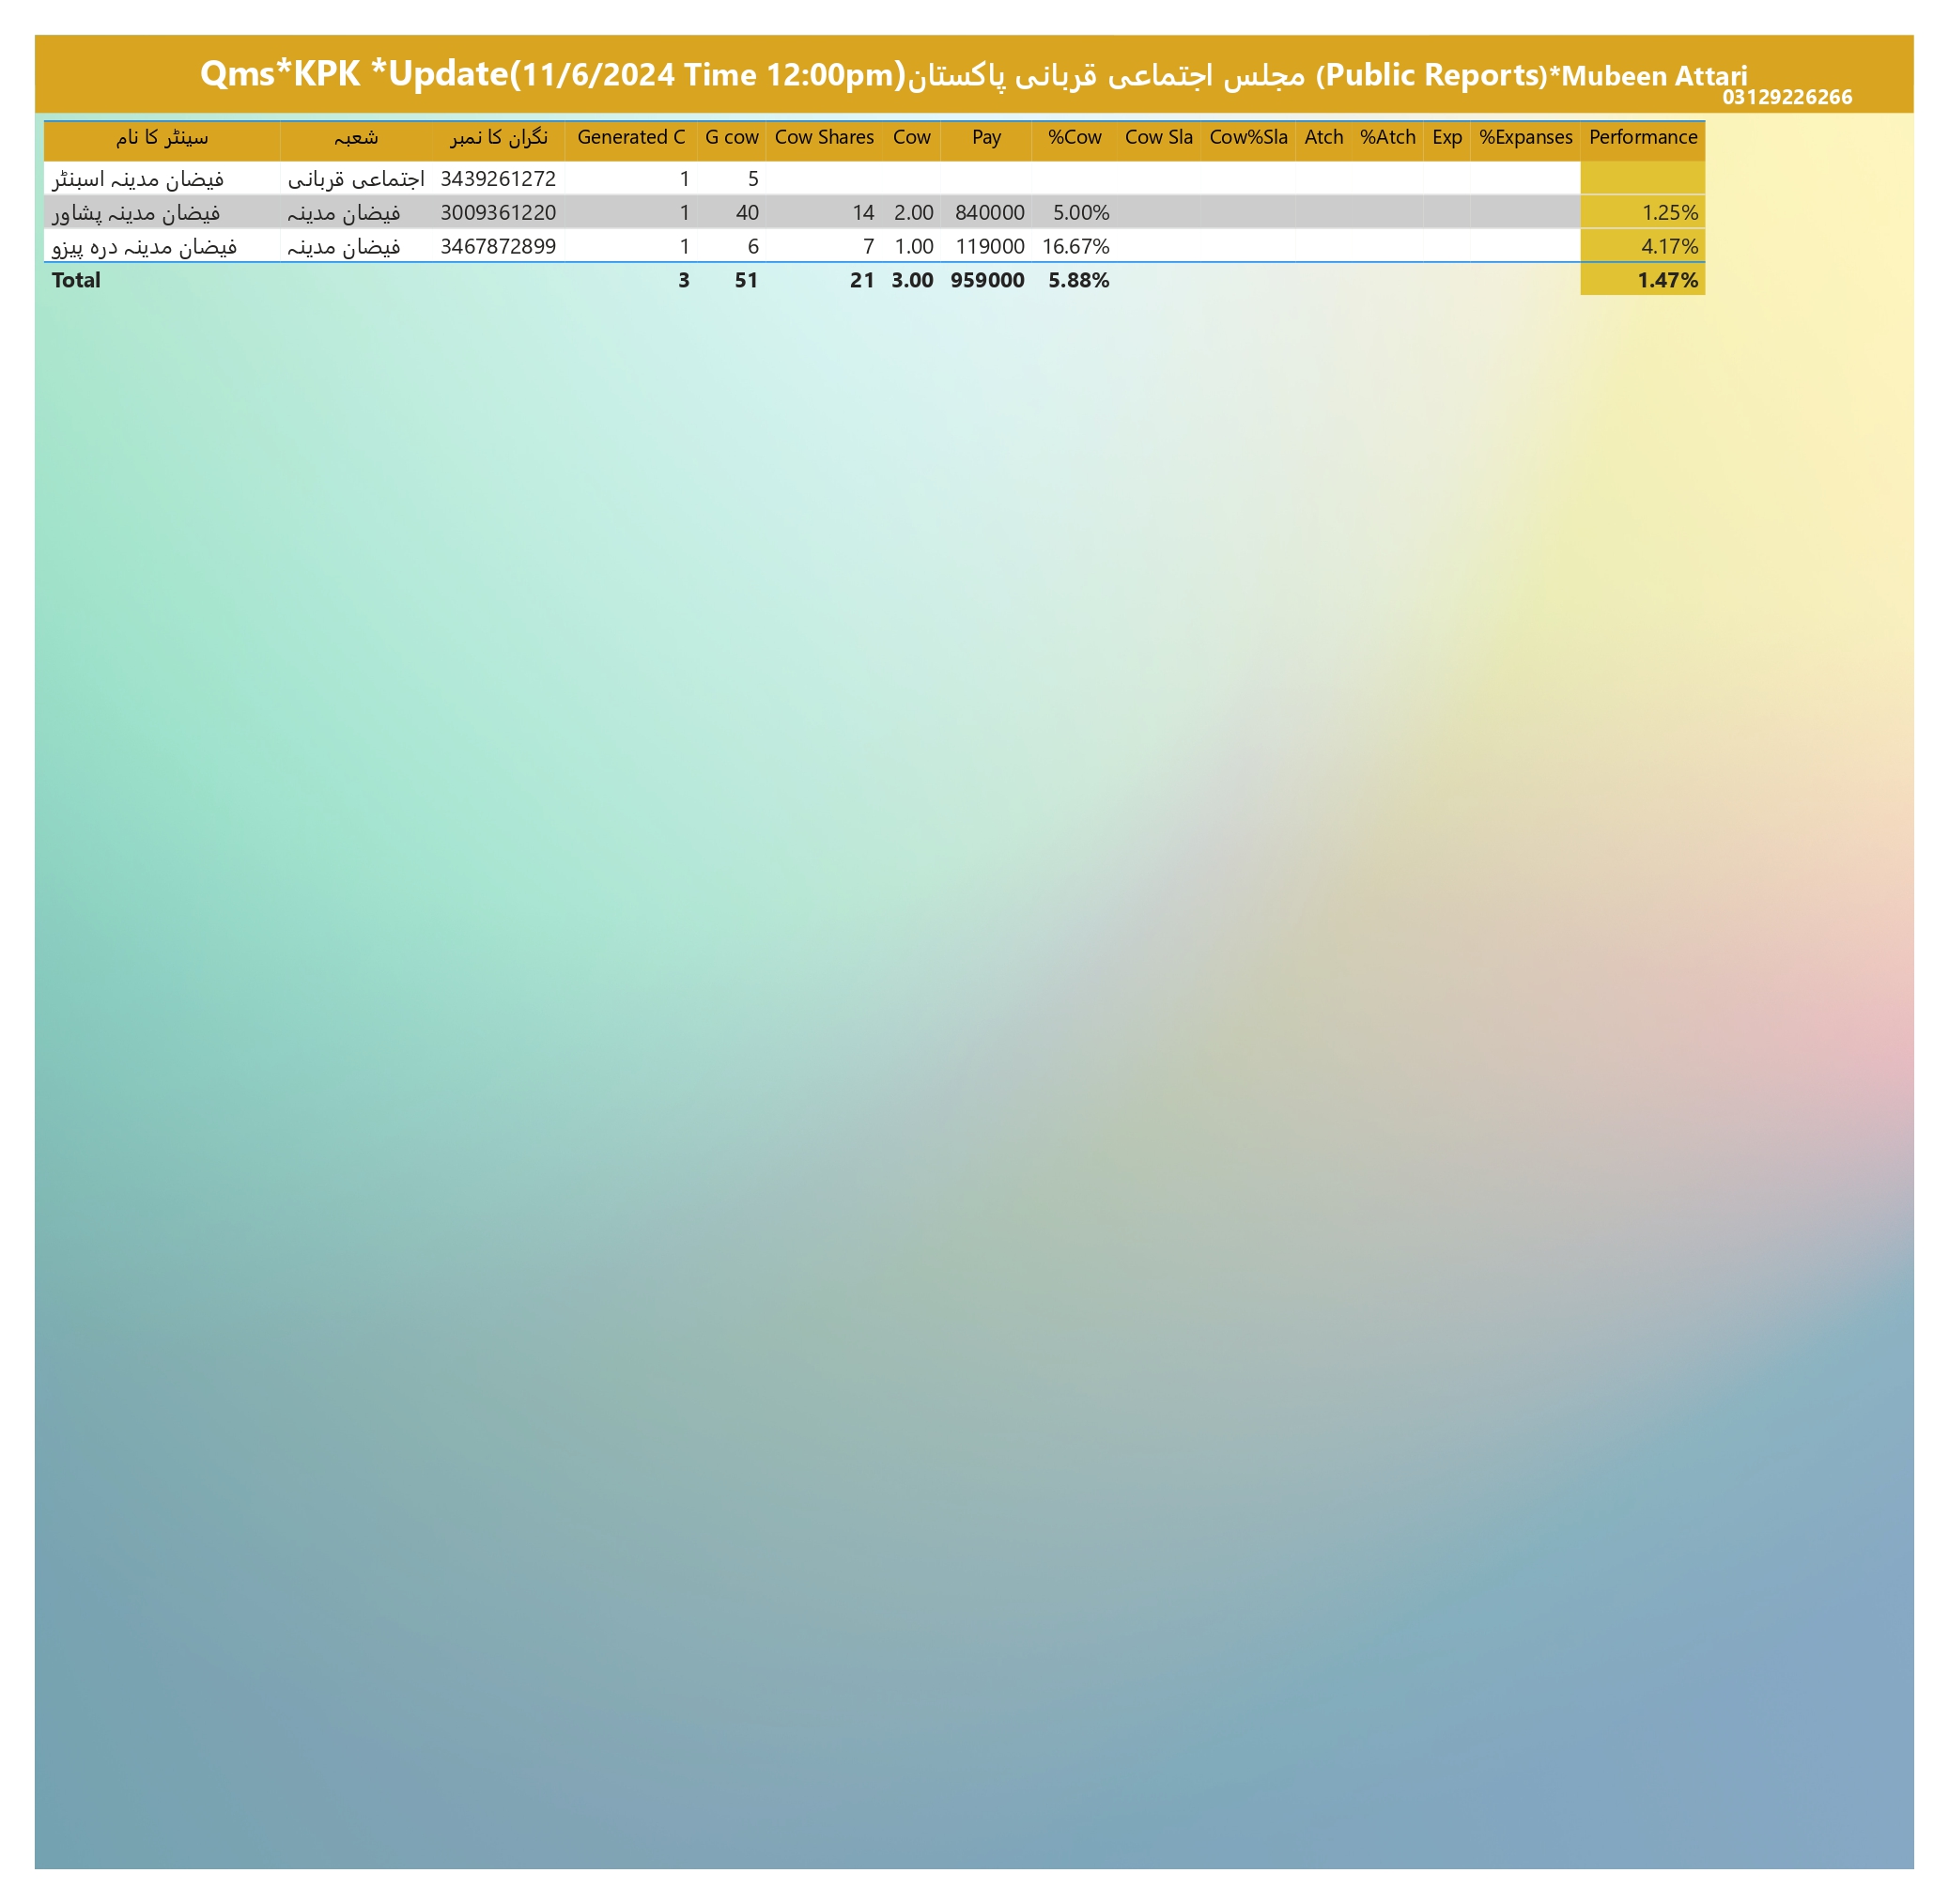 Qms*KPK *Update(11/6/2024 Time 12:00pm)مجلس اجتماعی قربانی پاکستان (Public Reports)*Mubeen Attari
03129226266
سینٹر کا نام شعبہ نگران کا نمبر Generated C G cow Cow Shares Cow Pay %Cow Cow Sla Cow%Sla Atch %Atch Exp %Expanses Performance
فیضان مدینہ اسبنٹر اجتماعی قربانی 3439261272 1 5
فیضان مدینہ پشاور فیضان مدینہ 3009361220 1 40 14 2.00 840000 5.00% 1.25%
فیضان مدینہ درہ پیزو فیضان مدینہ 3467872899 1 6 7 1.00 119000 16.67% 4.17%
Total 3 51 21 3.00 959000 5.88% 1.47%